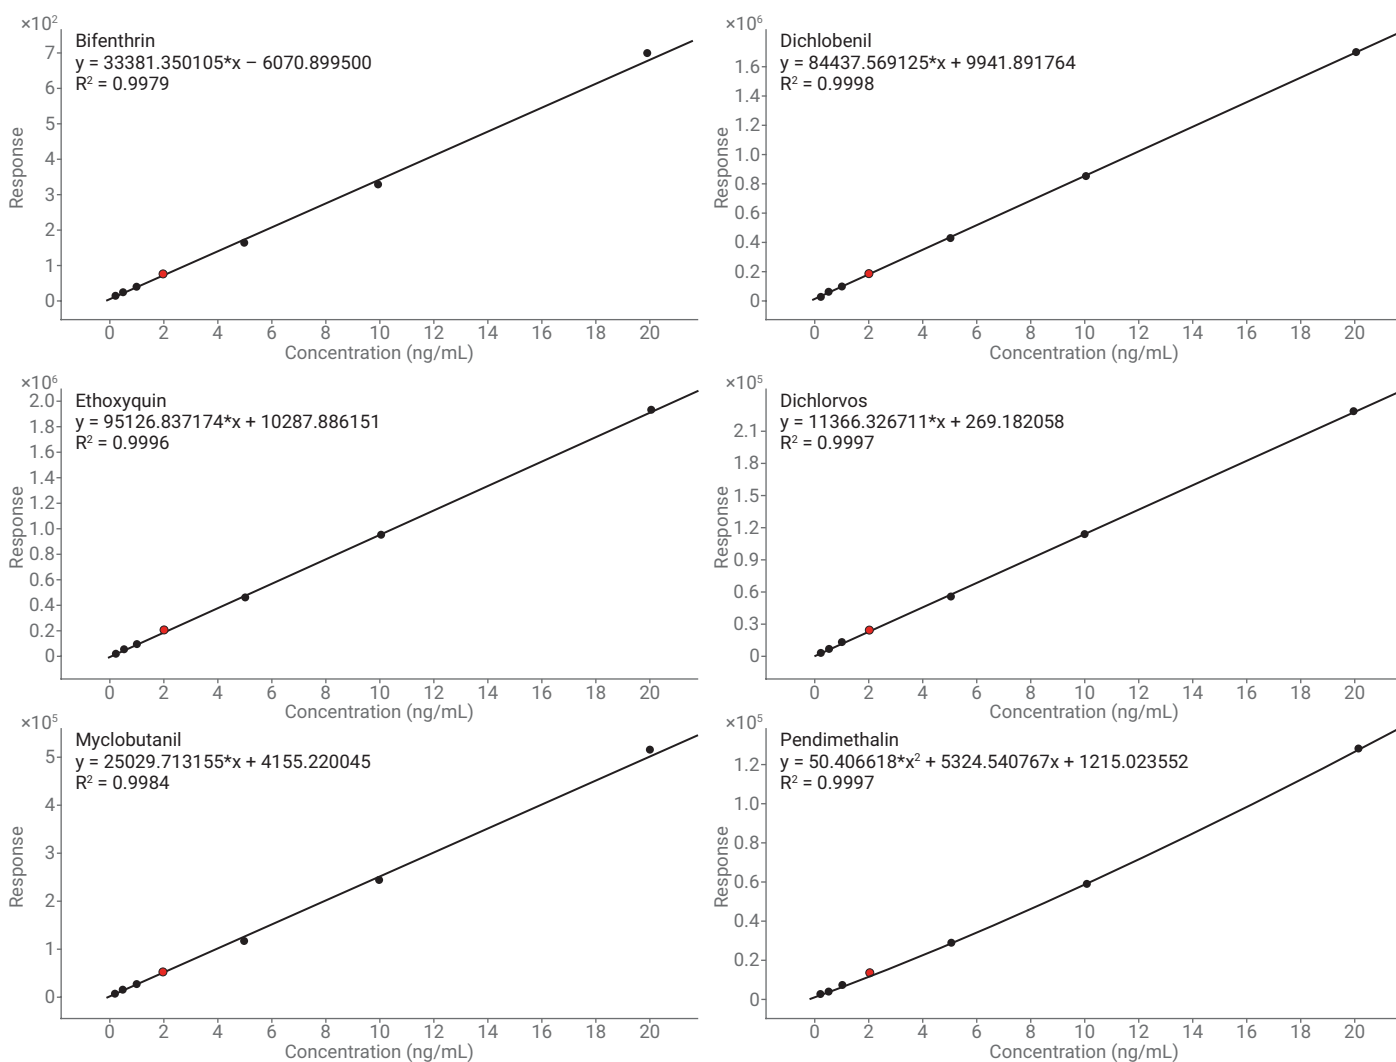 ×10²
Bifenthrin
y = 33381.350105*x – 6070.899500
R² = 0.9979
7
6
5
4
3
2
1
0
Response
0 2 4 6 8 10 12 14 16 18 20
Concentration (ng/mL)
×10⁶
Dichlobenil
y = 84437.569125*x + 9941.891764
R² = 0.9998
1.6
1.4
1.2
1.0
0.8
0.6
0.4
0.2
0
Response
0 2 4 6 8 10 12 14 16 18 20
Concentration (ng/mL)
×10⁶
Ethoxyquin
y = 95126.837174*x + 10287.886151
R² = 0.9996
2.0
1.8
1.6
1.4
1.2
1.0
0.8
0.6
0.4
0.2
0
Response
0 2 4 6 8 10 12 14 16 18 20
Concentration (ng/mL)
×10⁵
Dichlorvos
y = 11366.326711*x + 269.182058
R² = 0.9997
2.1
1.8
1.5
1.2
0.9
0.6
0.3
0
Response
0 2 4 6 8 10 12 14 16 18 20
Concentration (ng/mL)
×10⁵
Myclobutanil
y = 25029.713155*x + 4155.220045
R² = 0.9984
5
4
3
2
1
0
Response
0 2 4 6 8 10 12 14 16 18 20
Concentration (ng/mL)
×10⁵
Pendimethalin
y = 50.406618*x² + 5324.540767x + 1215.023552
R² = 0.9997
1.2
1.0
0.8
0.6
0.4
0.2
0
Response
0 2 4 6 8 10 12 14 16 18 20
Concentration (ng/mL)